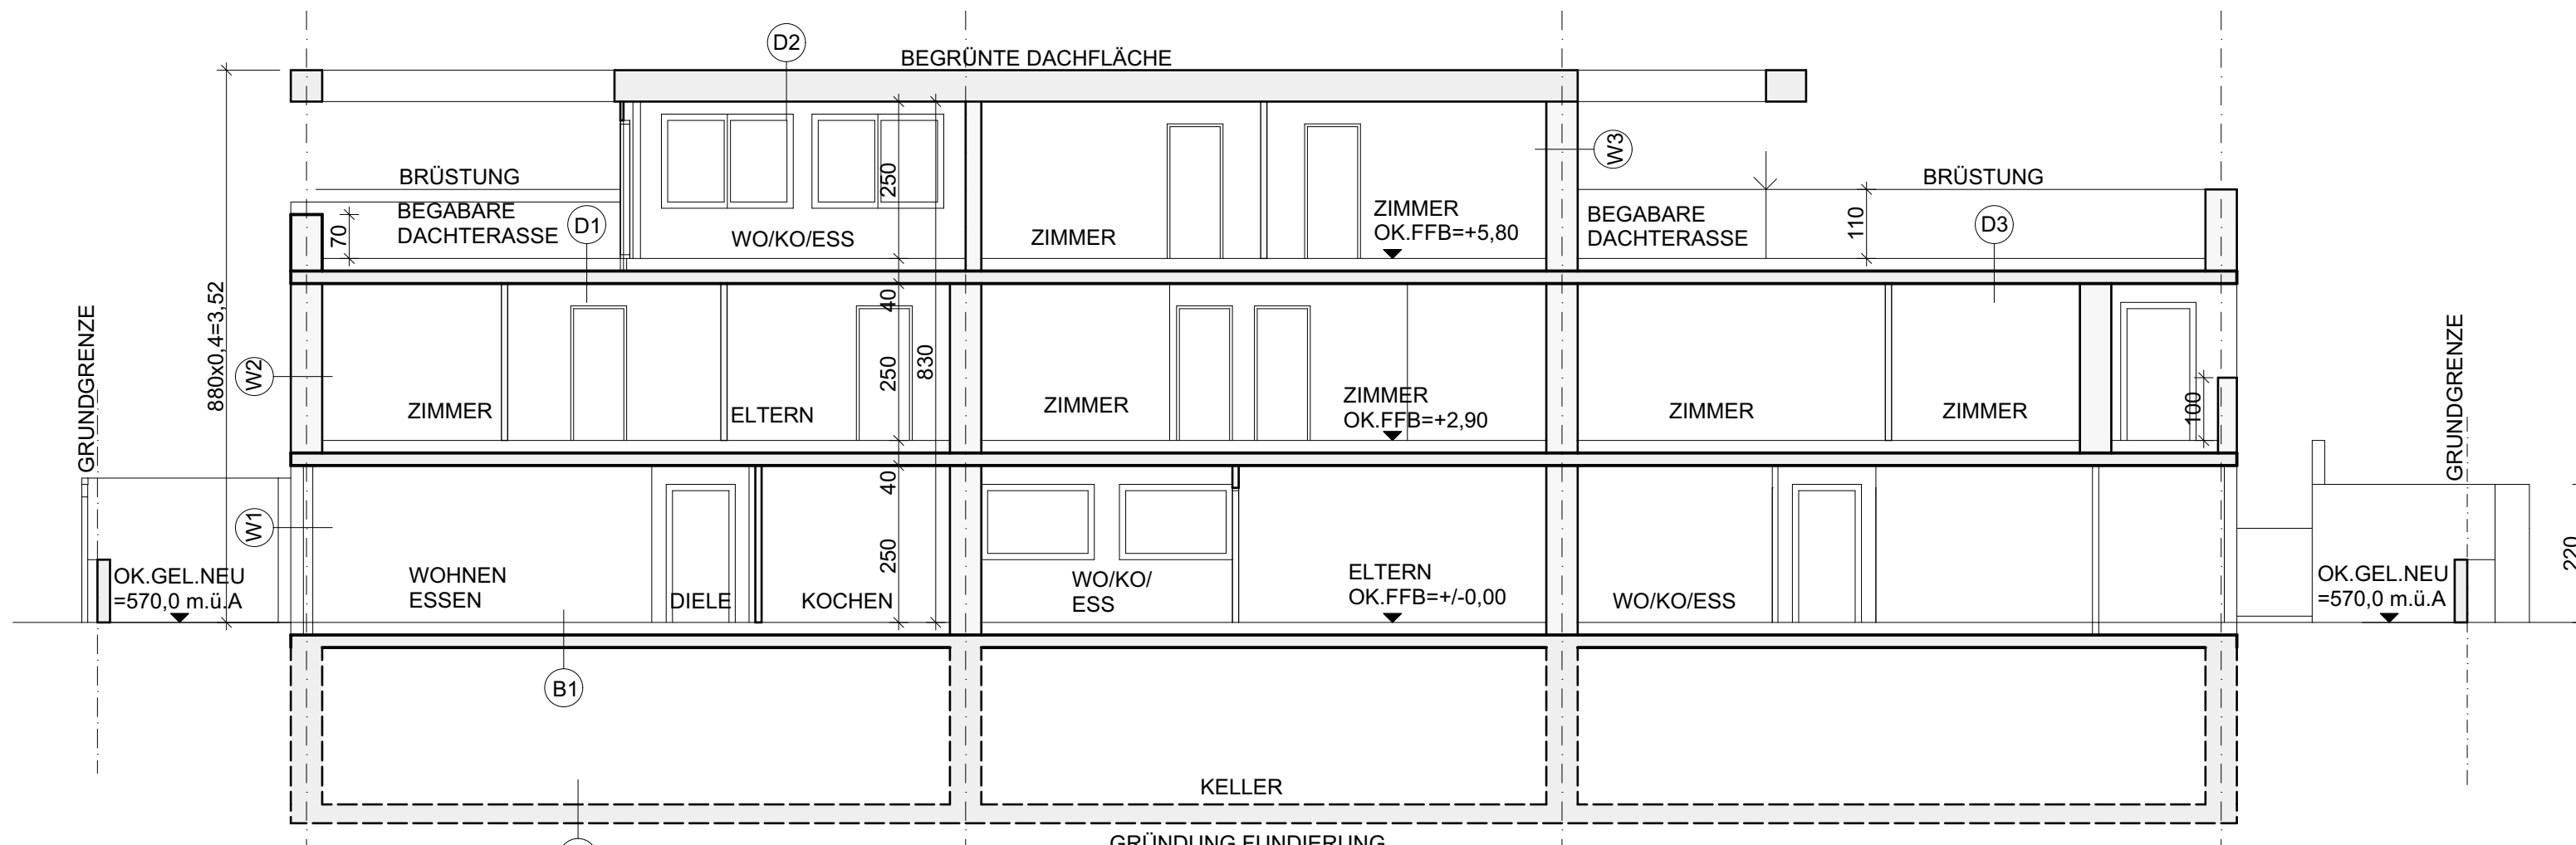 D2
BEGRÜNTE DACHFLÄCHE
W3
BRÜSTUNG
BRÜSTUNG
250
BEGABARE
DACHTERASSE
70
D1
WO/KO/ESS
ZIMMER
ZIMMER
OK.FFB=+5,80
BEGABARE
DACHTERASSE
110
D3
880x0,4=3,52
40
GRUNDGRENZE
W2
250
830
ZIMMER
ELTERN
ZIMMER
ZIMMER
OK.FFB=+2,90
ZIMMER
ZIMMER
100
GRUNDGRENZE
40
W1
250
OK.GEL.NEU
=570,0 m.ü.A
WOHNEN
ESSEN
DIELE
KOCHEN
WO/KO/
ESS
ELTERN
OK.FFB=+/-0,00
WO/KO/ESS
OK.GEL.NEU
=570,0 m.ü.A
220
B1
KELLER
GRÜNDUNG FUNDIERUNG